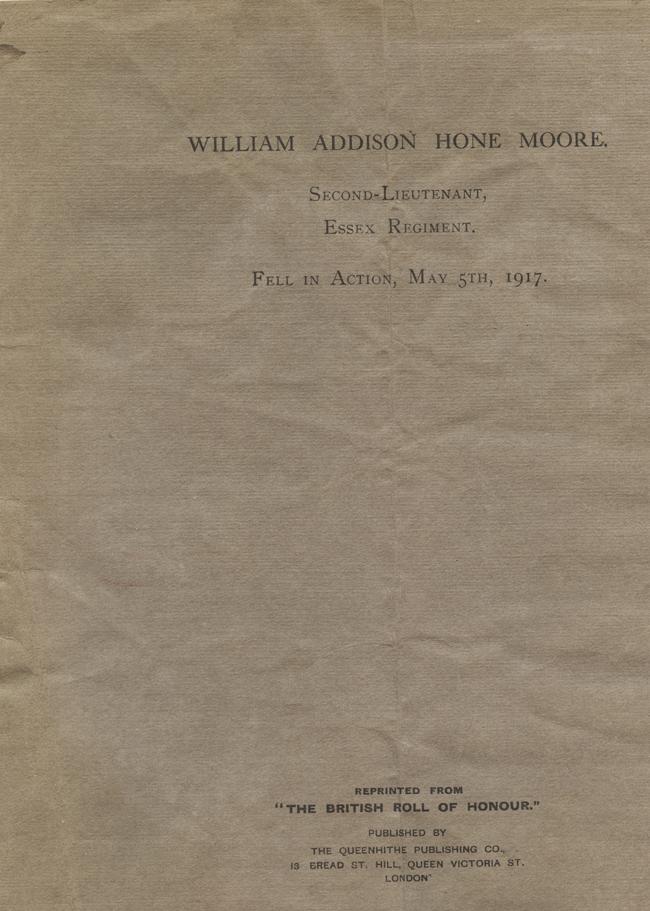 WILLIAM ADDISON HONE MOORE.
SECOND-LIEUTENANT,
ESSEX REGIMENT.
FELL IN ACTION, MAY 5TH, 1917.
REPRINTED FROM
"THE BRITISH ROLL OF HONOUR."
PUBLISHED BY
THE QUEENHITHE PUBLISHING CO.,
13 BREAD ST. HILL, QUEEN VICTORIA ST.
LONDON